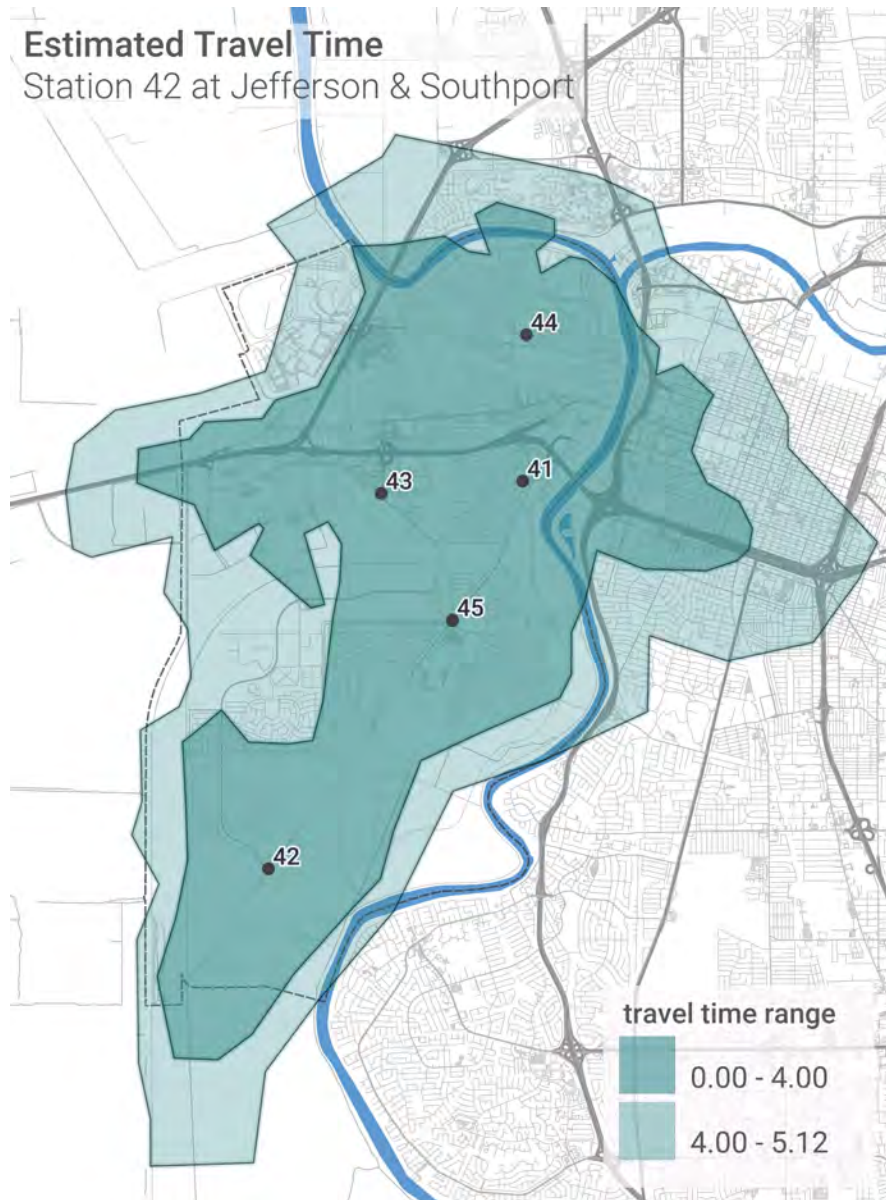 Estimated Travel Time
Station 42 at Jefferson & Southport
44
43
41
45
42
travel time range
0.00 - 4.00
4.00 - 5.12